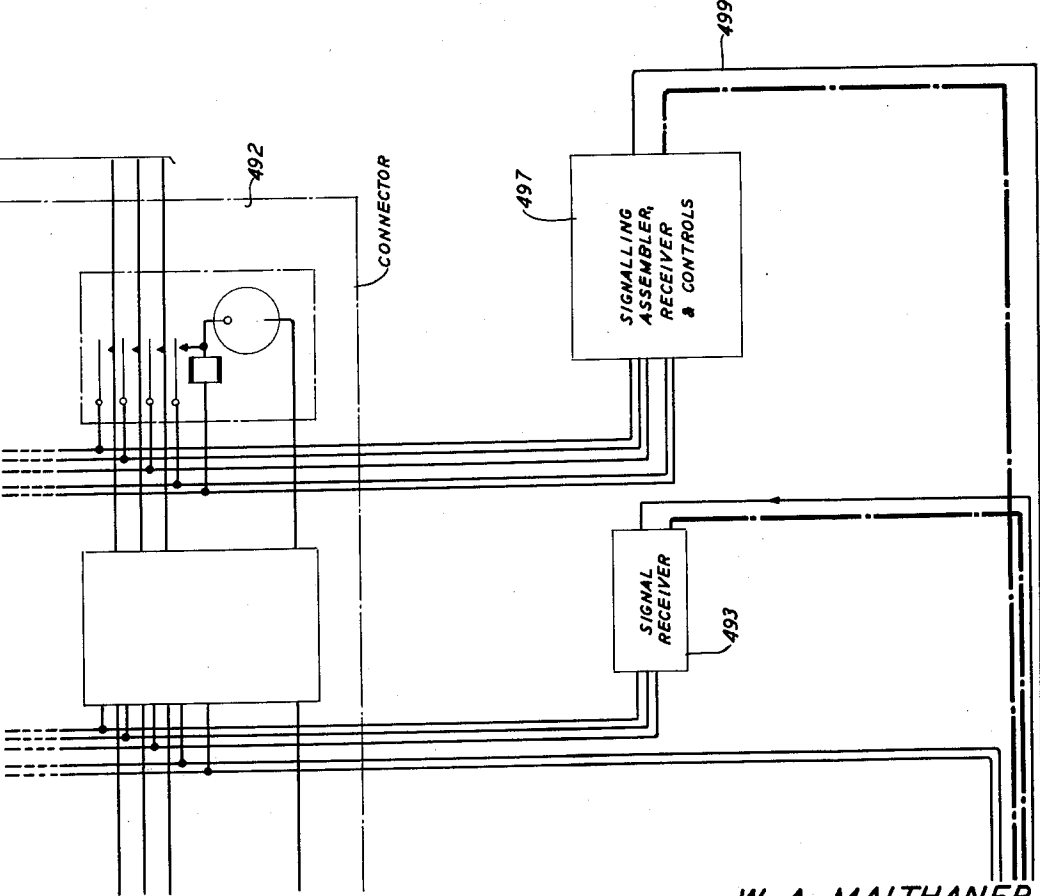 499
492
CONNECTOR
497
SIGNALLING
ASSEMBLER,
RECEIVER
& CONTROLS
SIGNAL
RECEIVER
493
W. A. MALTHANER